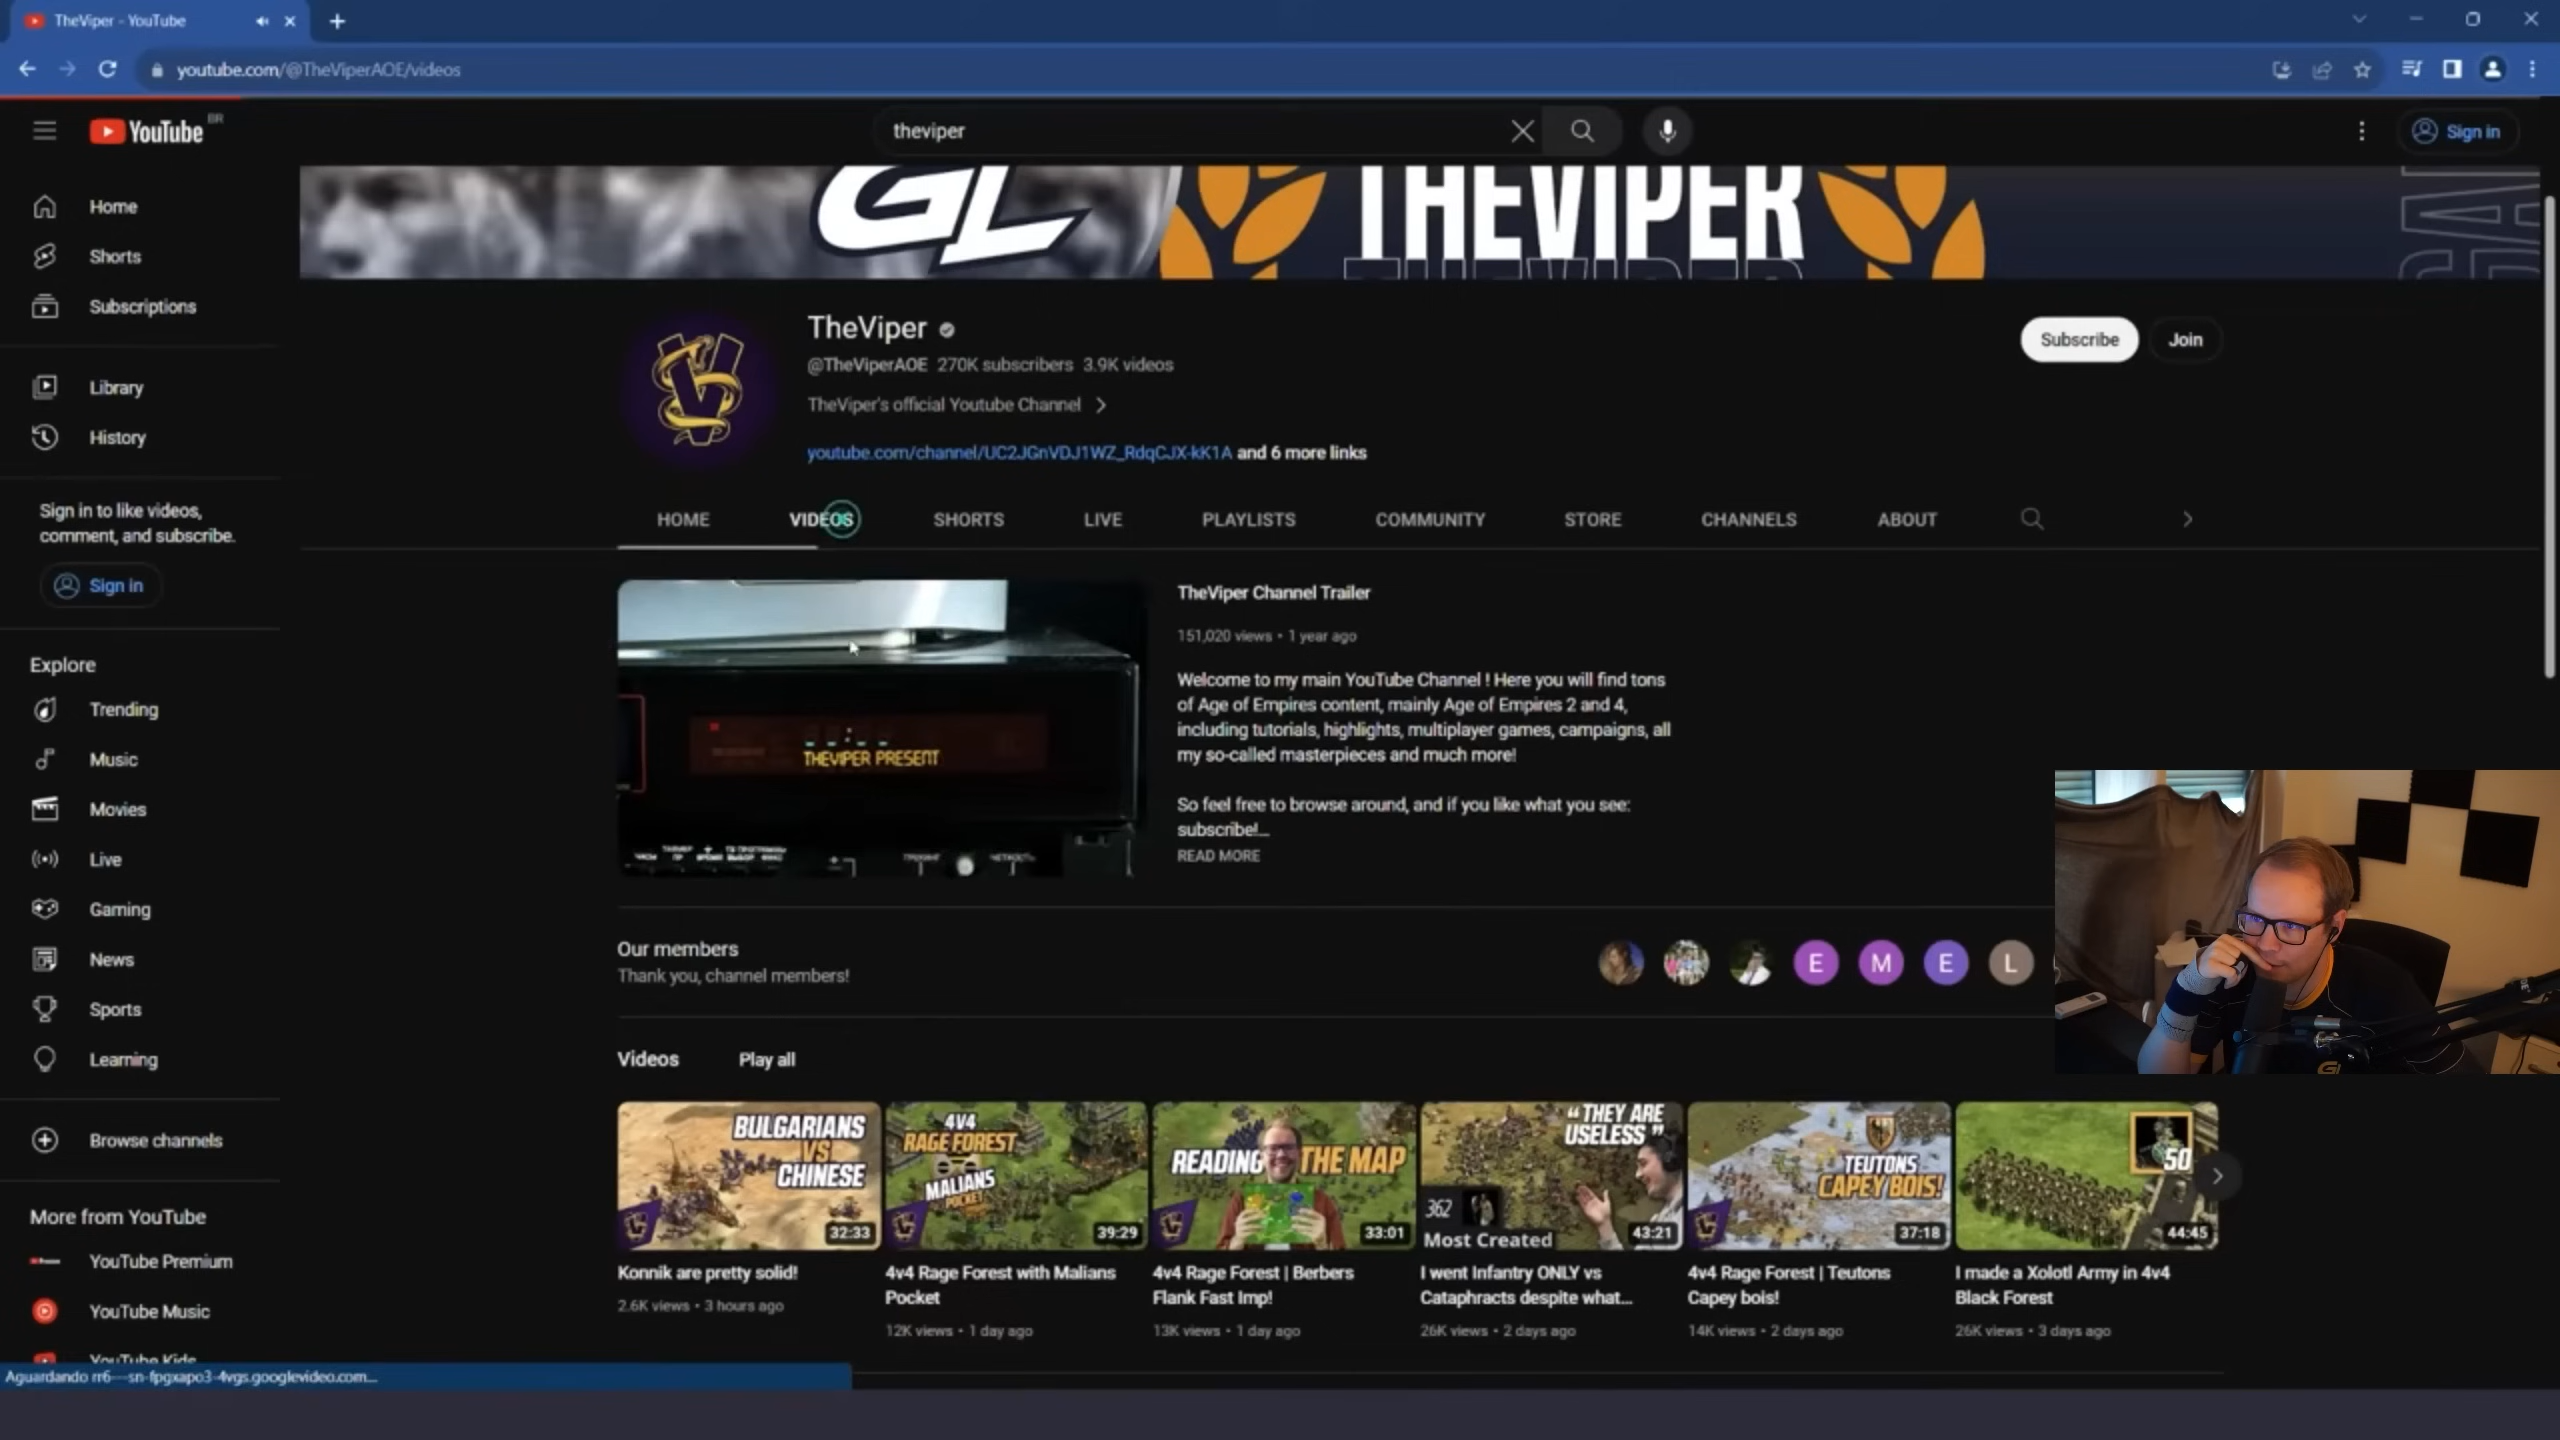 TheViper - YouTube
youtube.com/@TheViperAOE/videos
YouTube BR
theviper
Sign in
Home
Shorts
Subscriptions
Library
History
Sign in to like videos,
comment, and subscribe.
Sign in
Explore
Trending
Music
Movies
Live
Gaming
News
Sports
Learning
Browse channels
More from YouTube
YouTube Premium
YouTube Music
YouTube Kids
Aguardando rr6---sn-fpgxapo3-4vgs.googlevideo.com...
GL
THEVIPER
TheViper
@TheViperAOE 270K subscribers 3.9K videos
TheViper's official Youtube Channel
youtube.com/channel/UC2JGnVDJ1WZ_RdqCJX-kK1A and 6 more links
Subscribe
Join
HOME VIDEOS SHORTS LIVE PLAYLISTS COMMUNITY STORE CHANNELS ABOUT
THEVIPER PRESENT
TheViper Channel Trailer
151,020 views • 1 year ago
Welcome to my main YouTube Channel ! Here you will find tons
of Age of Empires content, mainly Age of Empires 2 and 4,
including tutorials, highlights, multiplayer games, campaigns, all
my so-called masterpieces and much more!
So feel free to browse around, and if you like what you see:
subscribe!...
READ MORE
Our members
Thank you, channel members!
E M E L
Videos Play all
BULGARIANS
VS
CHINESE
32:33
Konnik are pretty solid!
2.6K views • 3 hours ago
4V4
RAGE FOREST
MALIANS
POCKET
39:29
4v4 Rage Forest with Malians
Pocket
12K views • 1 day ago
READING THE MAP
33:01
4v4 Rage Forest | Berbers
Flank Fast Imp!
13K views • 1 day ago
"THEY ARE
USELESS"
362
Most Created
43:21
I went Infantry ONLY vs
Cataphracts despite what...
26K views • 2 days ago
TEUTONS
CAPEY BOIS!
37:18
4v4 Rage Forest | Teutons
Capey bois!
14K views • 2 days ago
50
44:45
I made a Xolotl Army in 4v4
Black Forest
26K views • 3 days ago